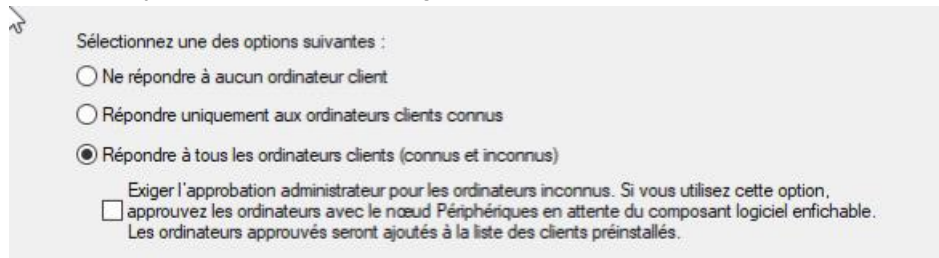 Sélectionnez une des options suivantes :
Ne répondre à aucun ordinateur client
Répondre uniquement aux ordinateurs clients connus
Répondre à tous les ordinateurs clients (connus et inconnus)
Exiger l'approbation administrateur pour les ordinateurs inconnus. Si vous utilisez cette option,
approuvez les ordinateurs avec le nœud Périphériques en attente du composant logiciel enfichable.
Les ordinateurs approuvés seront ajoutés à la liste des clients préinstallés.